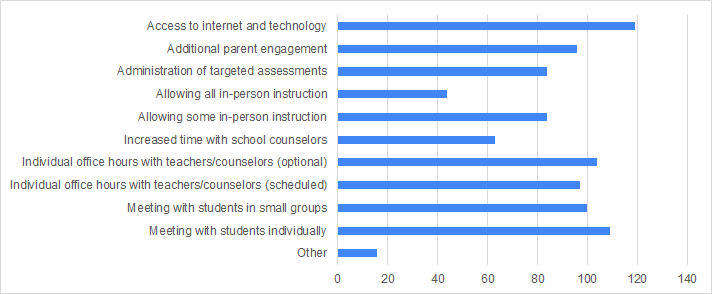 Access to internet and technology
Additional parent engagement
Administration of targeted assessments
Allowing all in-person instruction
Allowing some in-person instruction
Increased time with school counselors
Individual office hours with teachers/counselors (optional)
Individual office hours with teachers/counselors (scheduled)
Meeting with students in small groups
Meeting with students individually
Other
0 20 40 60 80 100 120 140